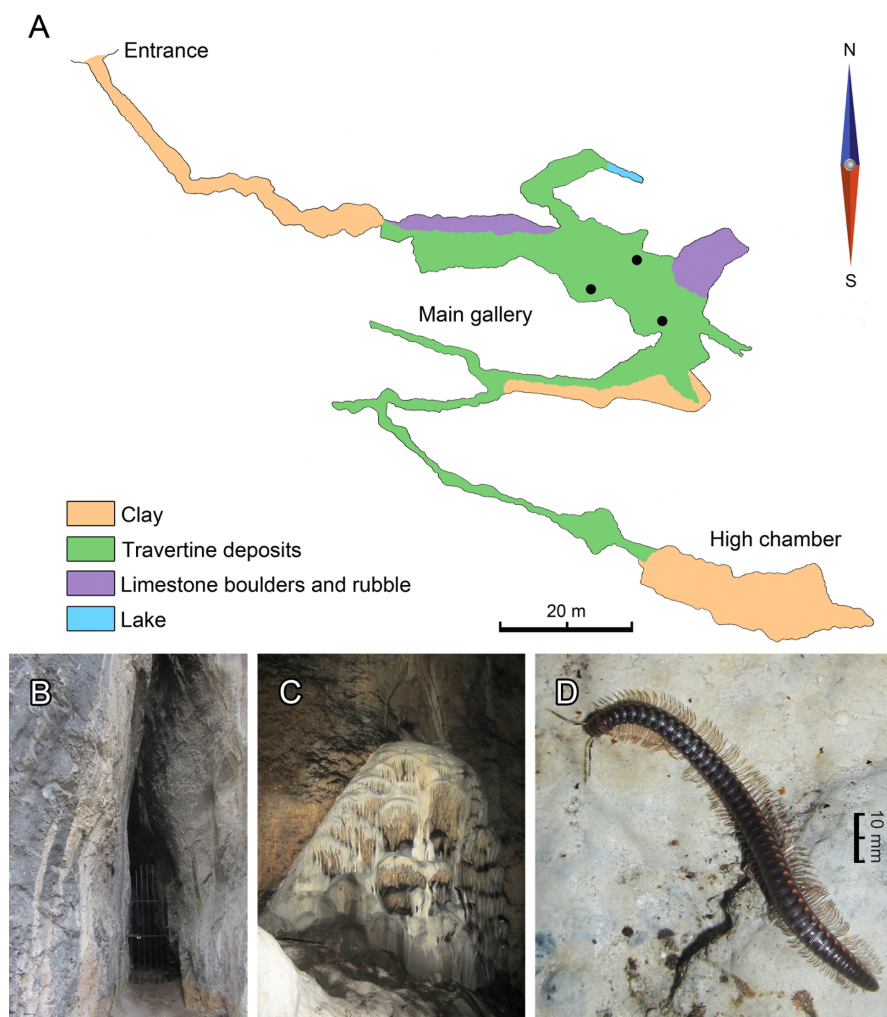 A
Entrance
N
S
Main gallery
High chamber
Clay
Travertine deposits
Limestone boulders and rubble
Lake
20 m
B
C
D
10 mm